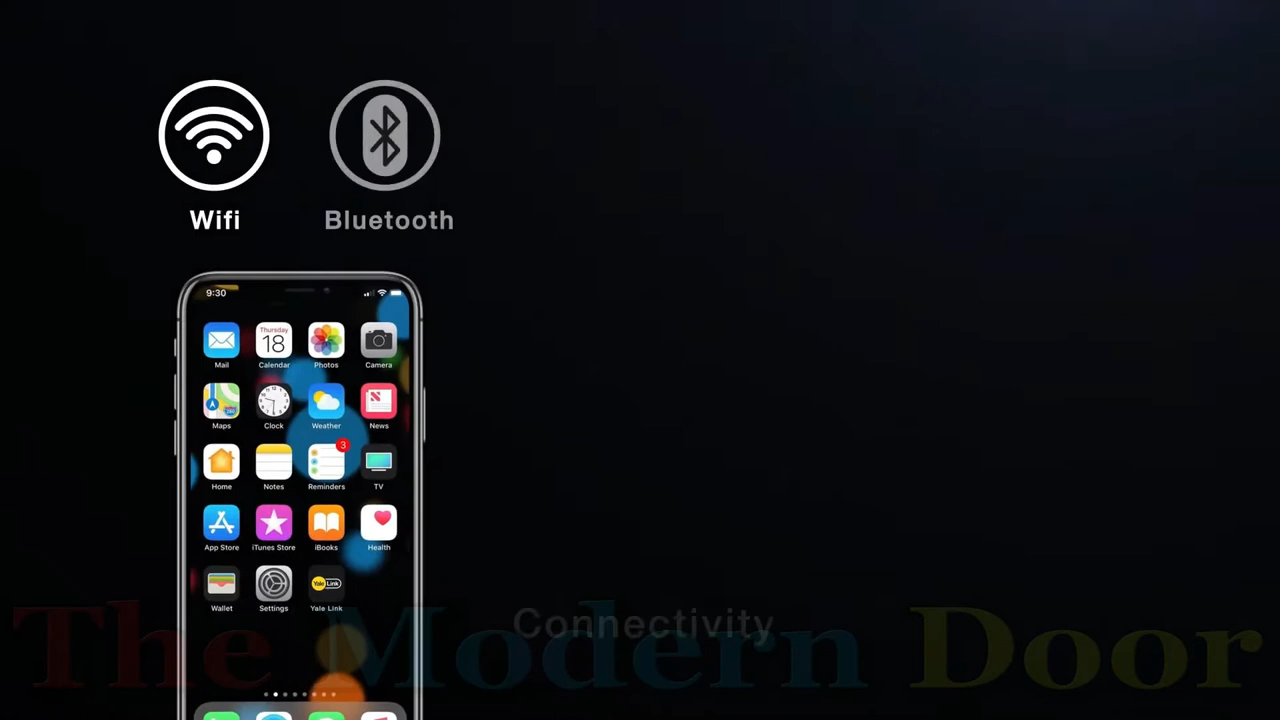 Wifi Bluetooth
9:30
Thursday
18
Mail Calendar Photos Camera
Maps Clock Weather News
3
Home Notes Reminders TV
App Store iTunes Store iBooks Health
Yale Link
Wallet Settings Yale Link
Connectivity
The Modern Door